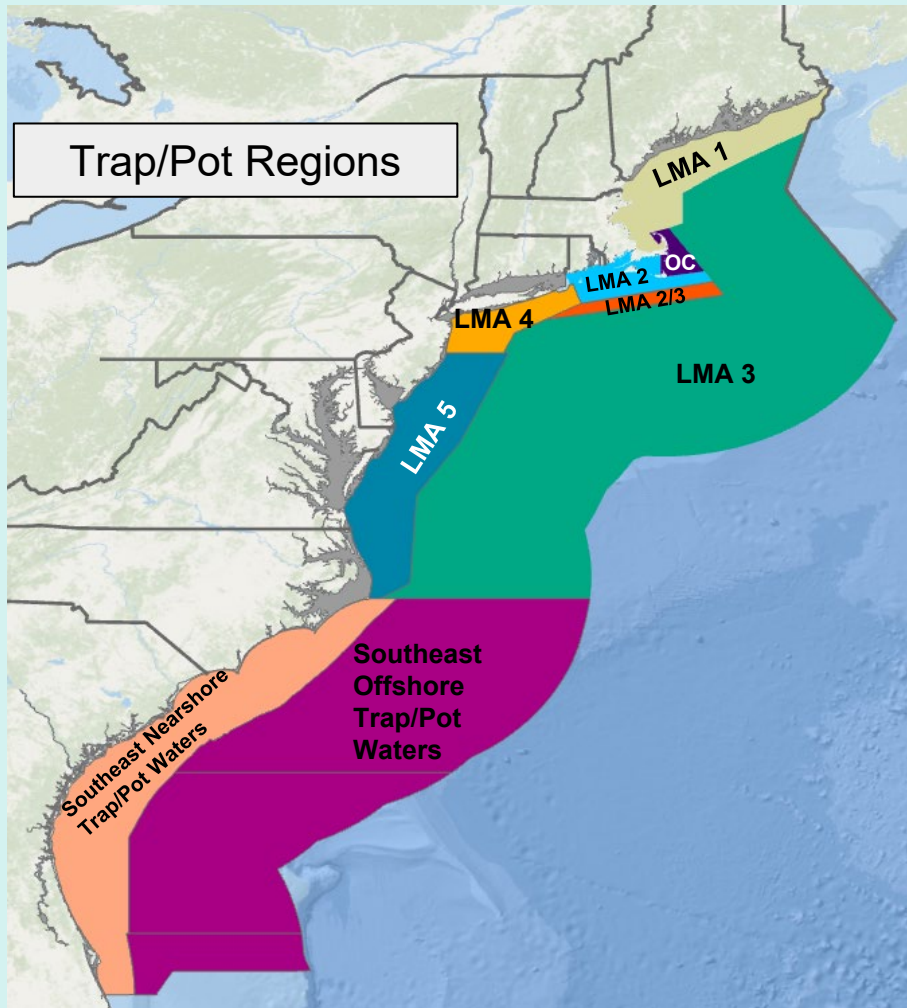 Trap/Pot Regions
LMA 1
OC
LMA 2
LMA 2/3
LMA 4
LMA 3
LMA 5
Southeast
Offshore
Trap/Pot
Waters
Southeast Nearshore
Trap/Pot Waters